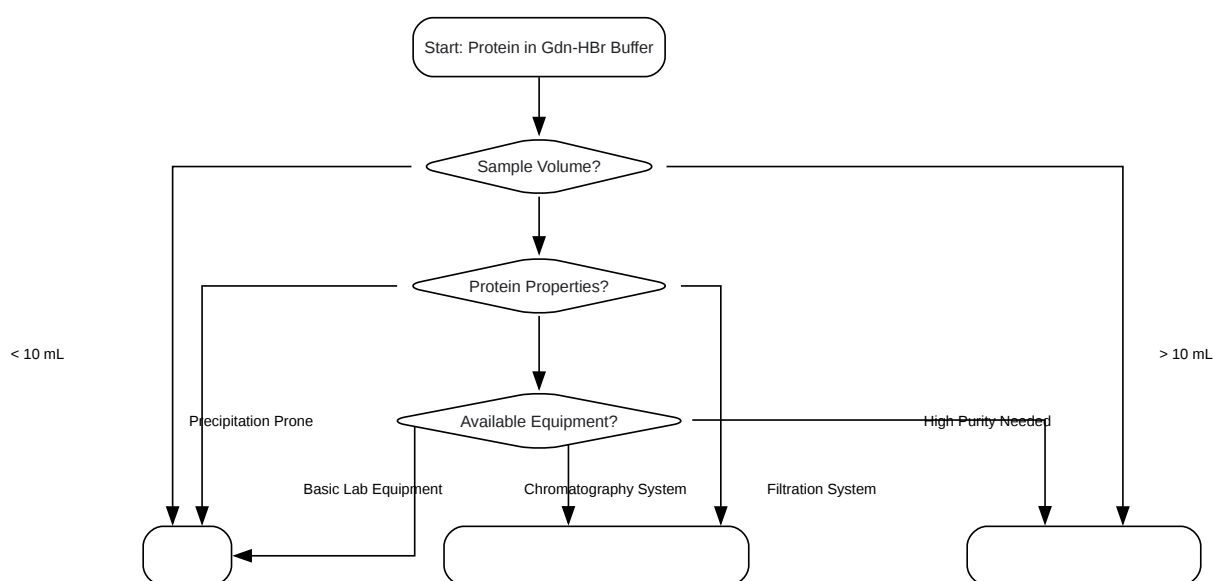 Start: Protein in Gdn-HBr Buffer
Sample Volume?
Protein Properties?
< 10 mL
> 10 mL
Precipitation Prone
Available Equipment?
High Purity Needed
Basic Lab Equipment
Chromatography System
Filtration System